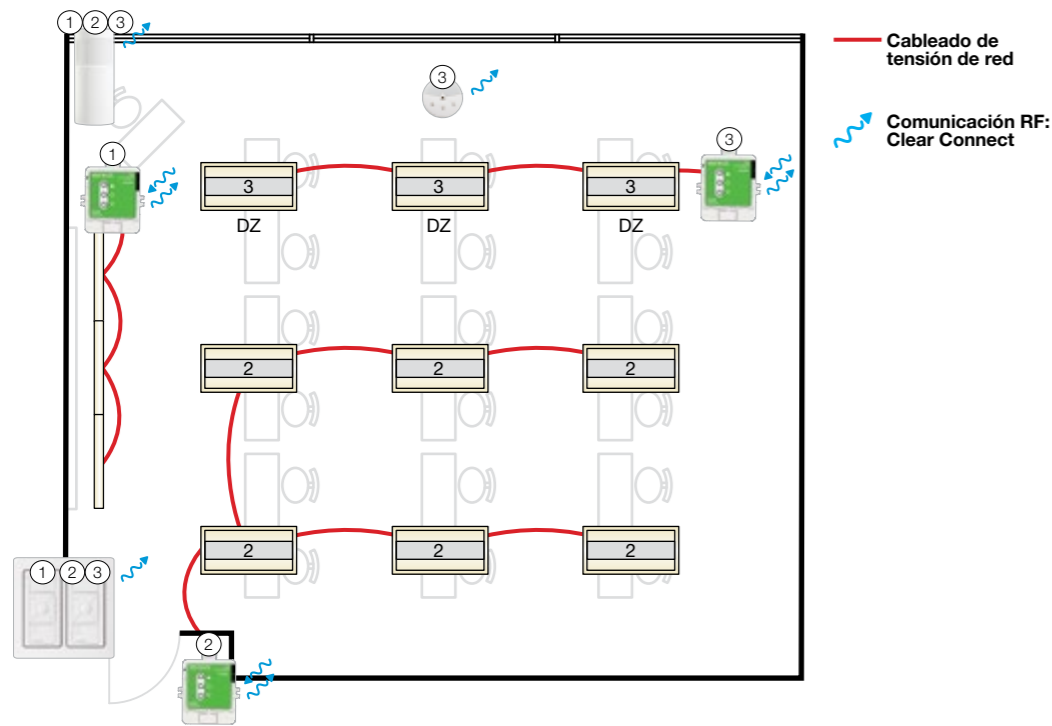 1 2 3
3
Cableado de
tensión de red
Comunicación RF:
Clear Connect
1
3
3 3 3
DZ DZ DZ
2 2 2
2 2 2
1 2 3
2